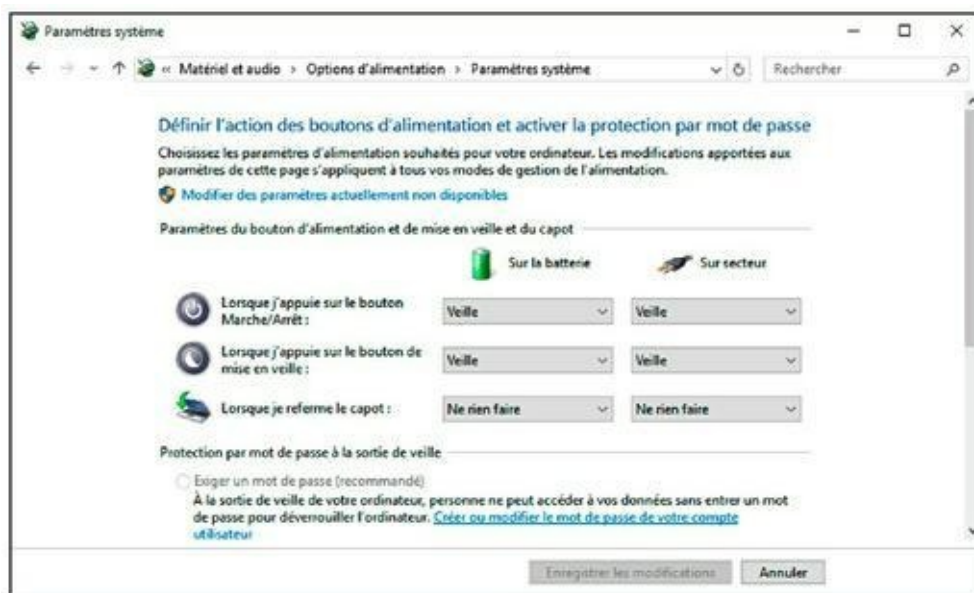 Paramètres système
« Matériel et audio > Options d'alimentation > Paramètres système
Rechercher
Définir l'action des boutons d'alimentation et activer la protection par mot de passe
Choisissez les paramètres d'alimentation souhaités pour votre ordinateur. Les modifications apportées aux
paramètres de cette page s'appliquent à tous vos modes de gestion de l'alimentation.
Modifier des paramètres actuellement non disponibles
Paramètres du bouton d'alimentation et de mise en veille et du capot
Sur la batterie Sur secteur
Lorsque j'appuie sur le bouton
Marche/Arrêt : Veille Veille
Lorsque j'appuie sur le bouton de
mise en veille : Veille Veille
Lorsque je referme le capot : Ne rien faire Ne rien faire
Protection par mot de passe à la sortie de veille
Exiger un mot de passe (recommandé)
À la sortie de veille de votre ordinateur, personne ne peut accéder à vos données sans entrer un mot
de passe pour déverrouiller l'ordinateur. Créer ou modifier le mot de passe de votre compte
utilisateur
Enregistrer les modifications Annuler